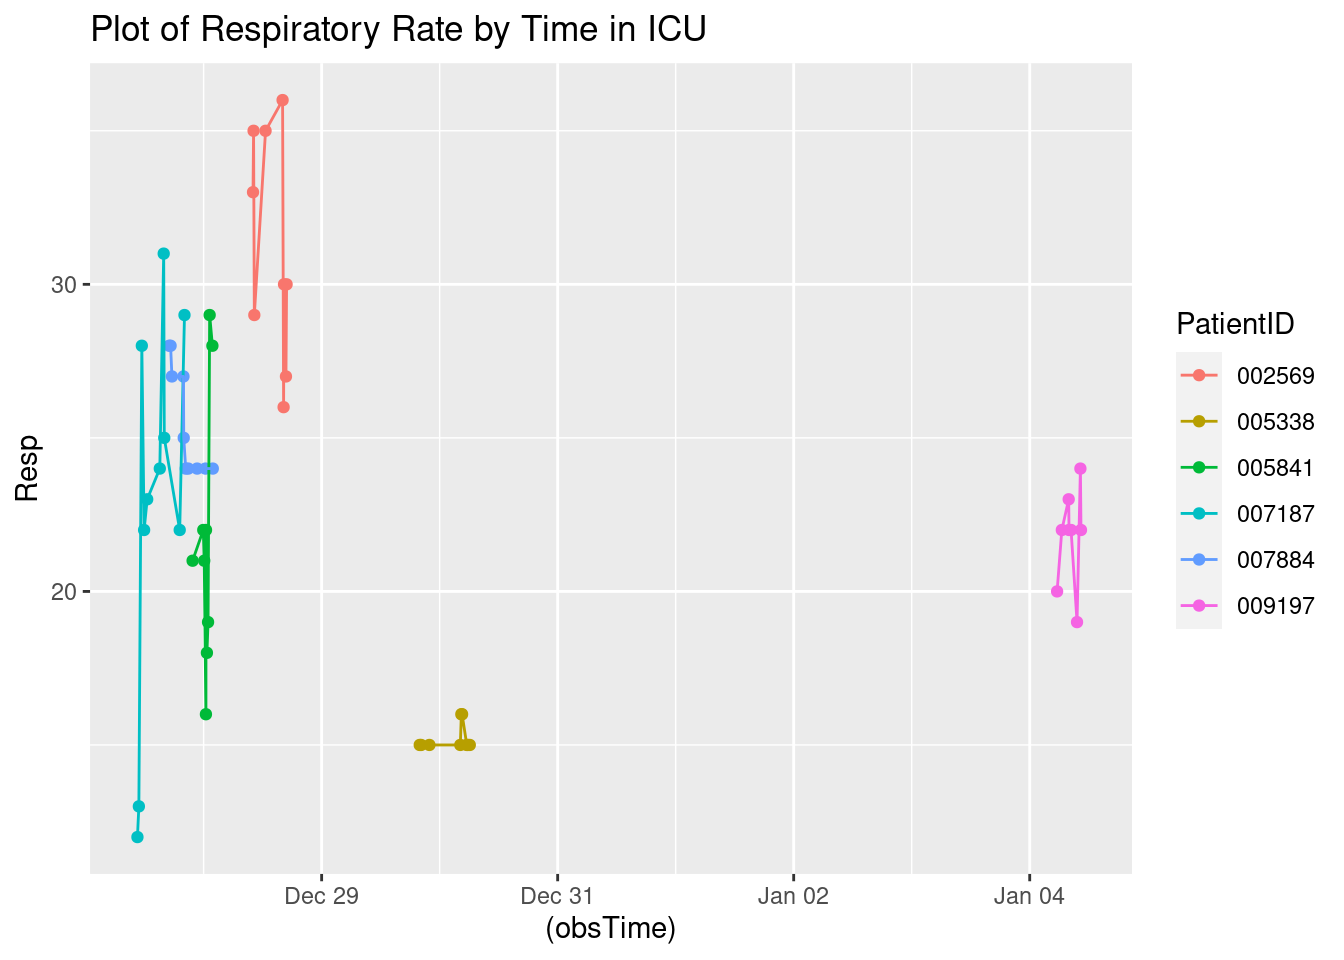 Plot of Respiratory Rate by Time in ICU
Resp
30
20
Dec 29
Dec 31
Jan 02
Jan 04
(obsTime)
PatientID
002569
005338
005841
007187
007884
009197